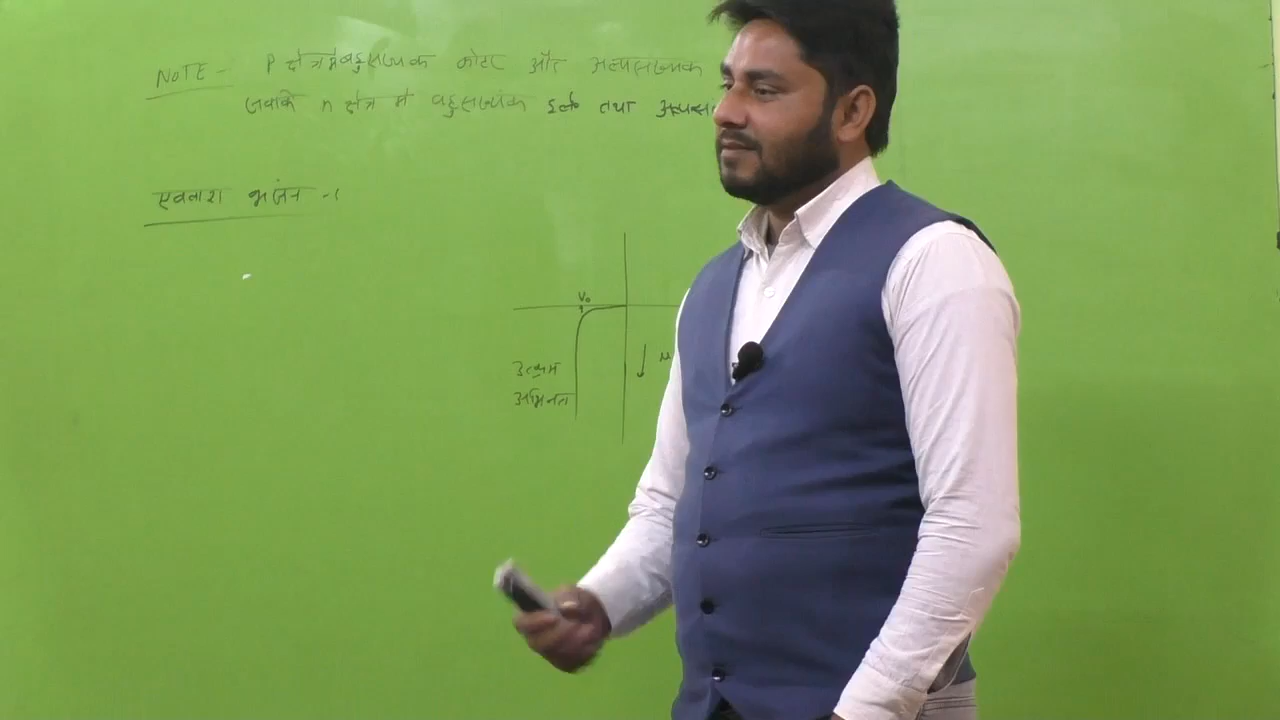 NOTE - P क्षेत्र में बहुसंख्यक कोटर और अल्पसंख्यक
जबकि n क्षेत्र में बहुसंख्यक इले तथा
एवलांश भंजन -:
V₀
उत्क्रम
अभिनत